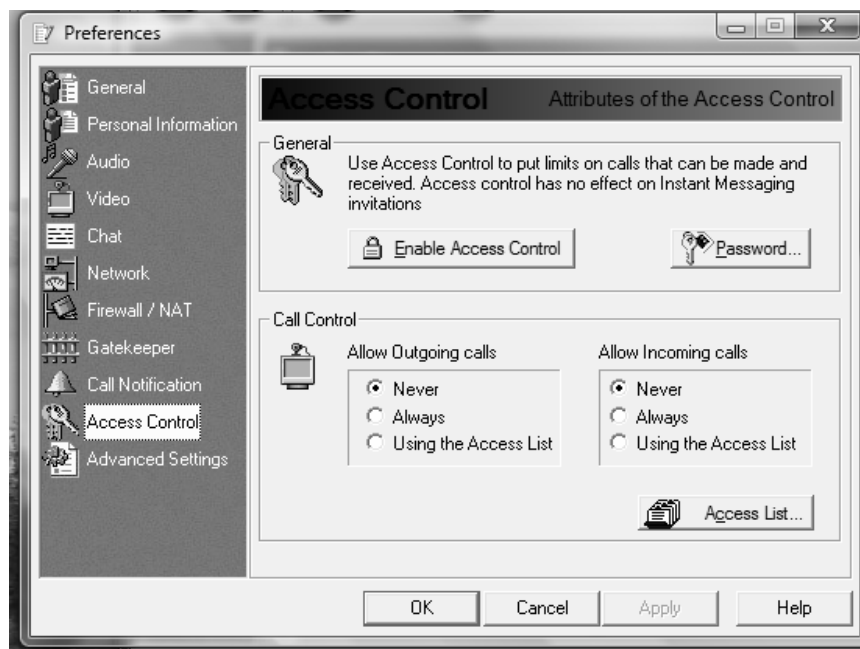 Preferences
General
Personal Information
Audio
Video
Chat
Network
Firewall / NAT
Gatekeeper
Call Notification
Access Control
Advanced Settings
Access Control Attributes of the Access Control
General
Use Access Control to put limits on calls that can be made and
received. Access control has no effect on Instant Messaging
invitations
Enable Access Control Password...
Call Control
Allow Outgoing calls Allow Incoming calls
Never Never
Always Always
Using the Access List Using the Access List
Access List...
OK Cancel Apply Help